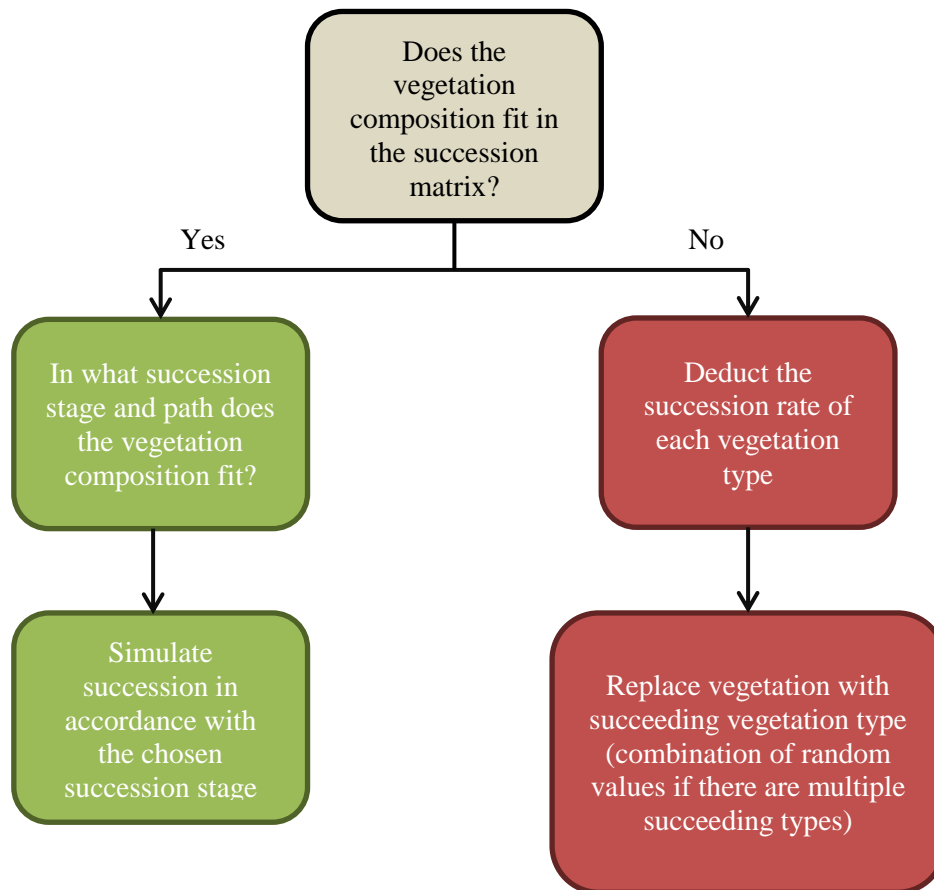 Does the
vegetation
composition fit in
the succession
matrix?
Yes
No
In what succession
stage and path does
the vegetation
composition fit?
Deduct the
succession rate of
each vegetation
type
Simulate
succession in
accordance with
the chosen
succession stage
Replace vegetation with
succeeding vegetation type
(combination of random
values if there are multiple
succeeding types)